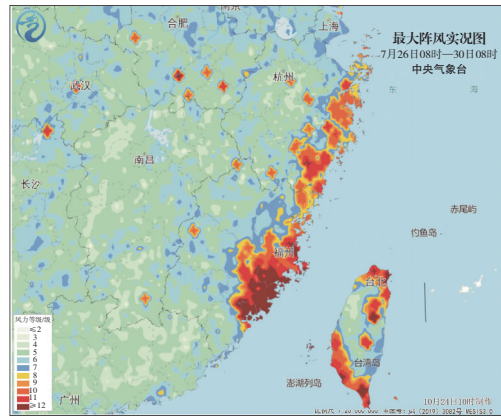 南京
合肥
上海
最大阵风实况图
7月26日08时—30日08时
中央气象台
杭州
武汉
东 海
南昌
长沙
赤尾屿
钓鱼岛
福州
台北
风力等级/级
≤2
3
4
5
6
7
8
9
10
11
≥12
台湾岛
澎湖列岛
广州
10月24日10时制作